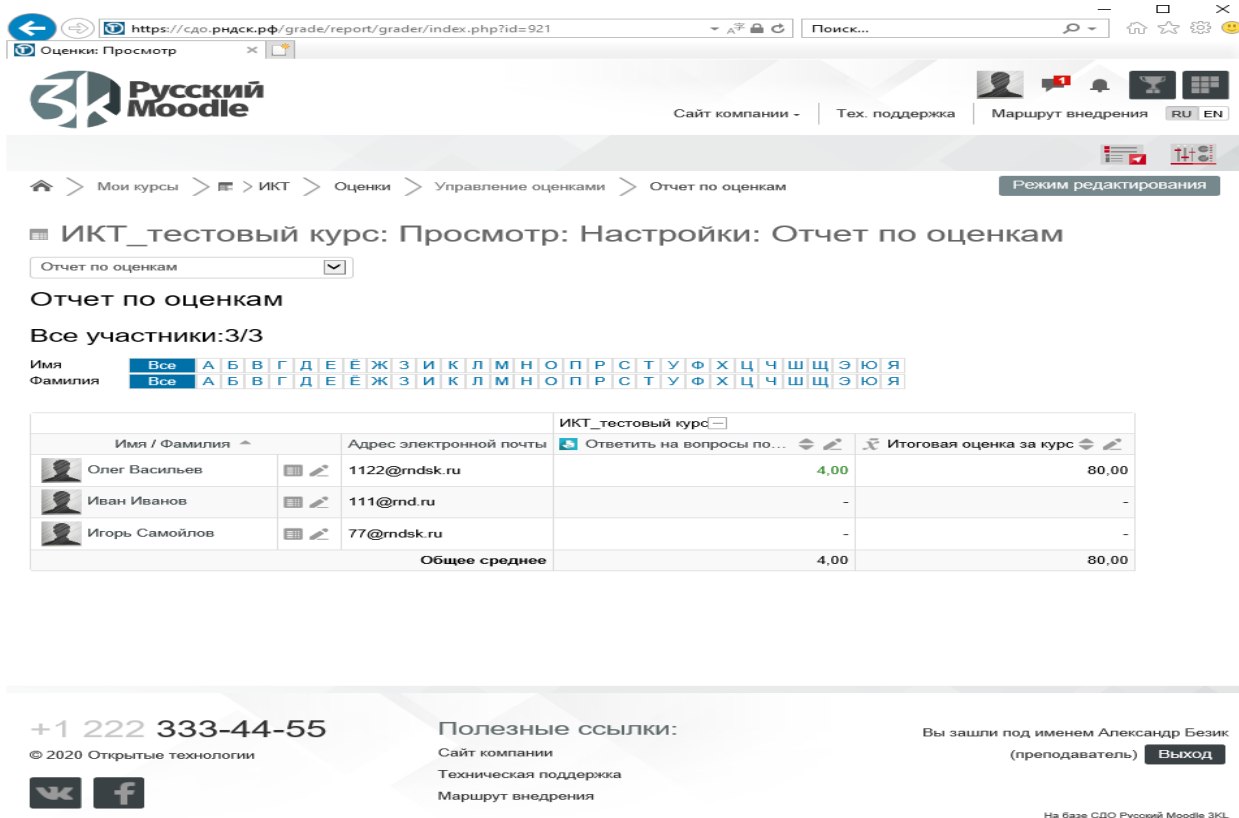 https://сдо.рндск.рф/grade/report/grader/index.php?id=921 Поиск...
Оценки: Просмотр
3k Русский Moodle
1
Сайт компании Тех. поддержка Маршрут внедрения RU EN
Мои курсы > ИКТ Оценки Управление оценками Отчет по оценкам Режим редактирования
ИКТ_тестовый курс: Просмотр: Настройки: Отчет по оценкам
Отчет по оценкам
Отчет по оценкам
Все участники:3/3
Имя Все А Б В Г Д Е Ё Ж З И К Л М Н О П Р С Т У Ф Х Ц Ч Ш Щ Э Ю Я
Фамилия Все А Б В Г Д Е Ё Ж З И К Л М Н О П Р С Т У Ф Х Ц Ч Ш Щ Э Ю Я
ИКТ_тестовый курс
Имя / Фамилия Адрес электронной почты Ответить на вопросы по... Итоговая оценка за курс
Олег Васильев 1122@rndsk.ru 4,00 80,00
Иван Иванов 111@rnd.ru - -
Игорь Самойлов 77@rndsk.ru - -
Общее среднее 4,00 80,00
+1 222 333-44-55 Полезные ссылки: Вы зашли под именем Александр Безик
© 2020 Открытые технологии Сайт компании (преподаватель) Выход
Техническая поддержка
Маршрут внедрения
На базе СДО Русский Moodle 3KL